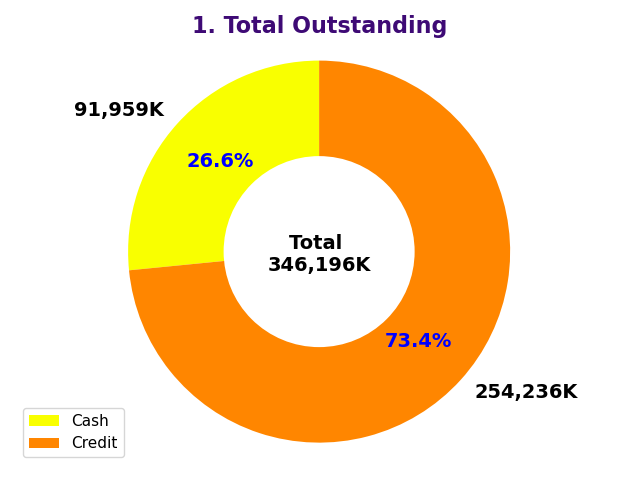 1. Total Outstanding
91,959K
26.6%
Total
346,196K
73.4%
254,236K
Cash
Credit